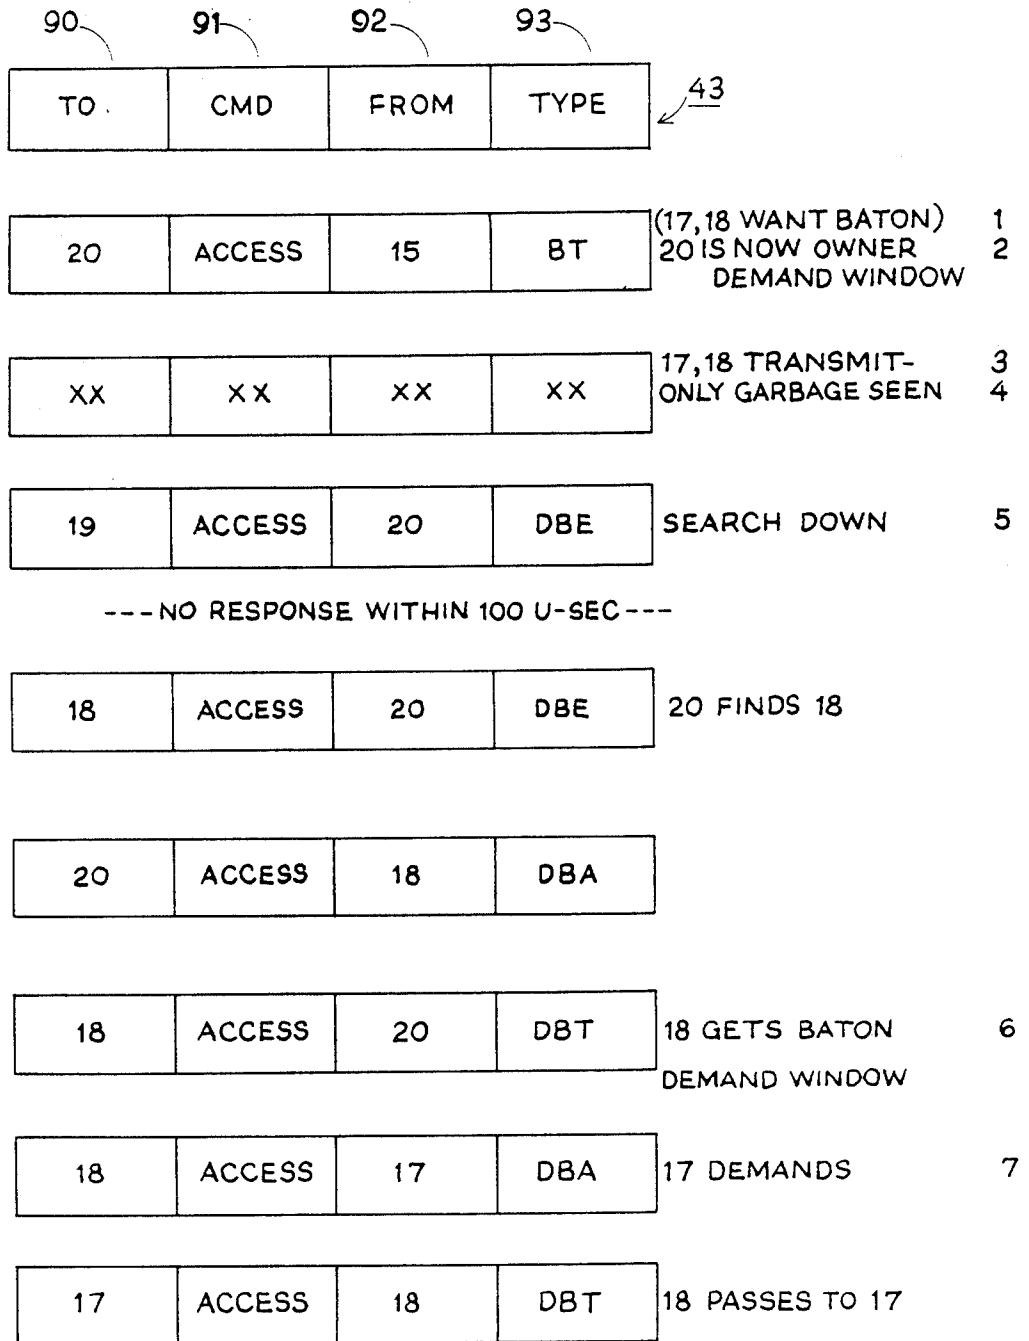 90 91 92 93
TO CMD FROM TYPE 43
(17,18 WANT BATON) 1
20 ACCESS 15 BT 20 IS NOW OWNER 2
DEMAND WINDOW
17,18 TRANSMIT- 3
XX XX XX XX ONLY GARBAGE SEEN 4
19 ACCESS 20 DBE SEARCH DOWN 5
---NO RESPONSE WITHIN 100 U-SEC---
18 ACCESS 20 DBE 20 FINDS 18
20 ACCESS 18 DBA
18 ACCESS 20 DBT 18 GETS BATON 6
DEMAND WINDOW
18 ACCESS 17 DBA 17 DEMANDS 7
17 ACCESS 18 DBT 18 PASSES TO 17